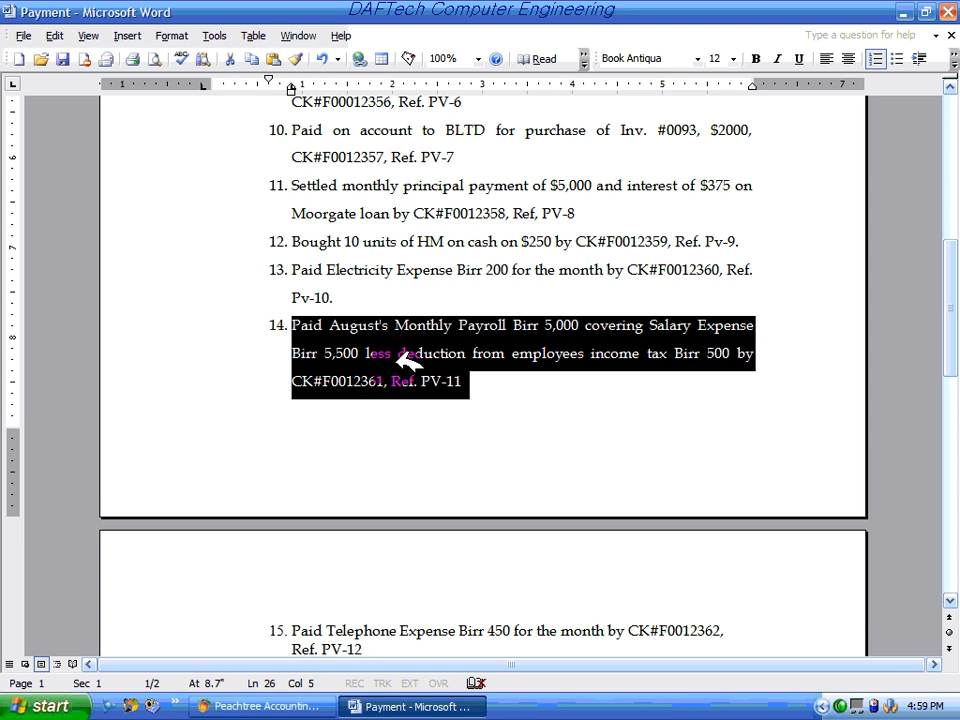 Payment - Microsoft Word
DAFTech Computer Engineering
File Edit View Insert Format Tools Table Window Help
Type a question for help
100%
Read
Book Antiqua
12
B I U
1 1 2 3 4 5 7
CK#F00012356, Ref. PV-6
10. Paid on account to BLTD for purchase of Inv. #0093, $2000,
CK#F0012357, Ref. PV-7
11. Settled monthly principal payment of $5,000 and interest of $375 on
Moorgate loan by CK#F0012358, Ref, PV-8
12. Bought 10 units of HM on cash on $250 by CK#F0012359, Ref. Pv-9.
13. Paid Electricity Expense Birr 200 for the month by CK#F0012360, Ref.
Pv-10.
14. Paid August's Monthly Payroll Birr 5,000 covering Salary Expense
Birr 5,500 less deduction from employees income tax Birr 500 by
CK#F0012361, Ref. PV-11
15. Paid Telephone Expense Birr 450 for the month by CK#F0012362,
Ref. PV-12
Page 1 Sec 1 1/2 At 8.7" Ln 26 Col 5 REC TRK EXT OVR
start
Peachtree Accountin...
Payment - Microsoft ...
4:59 PM